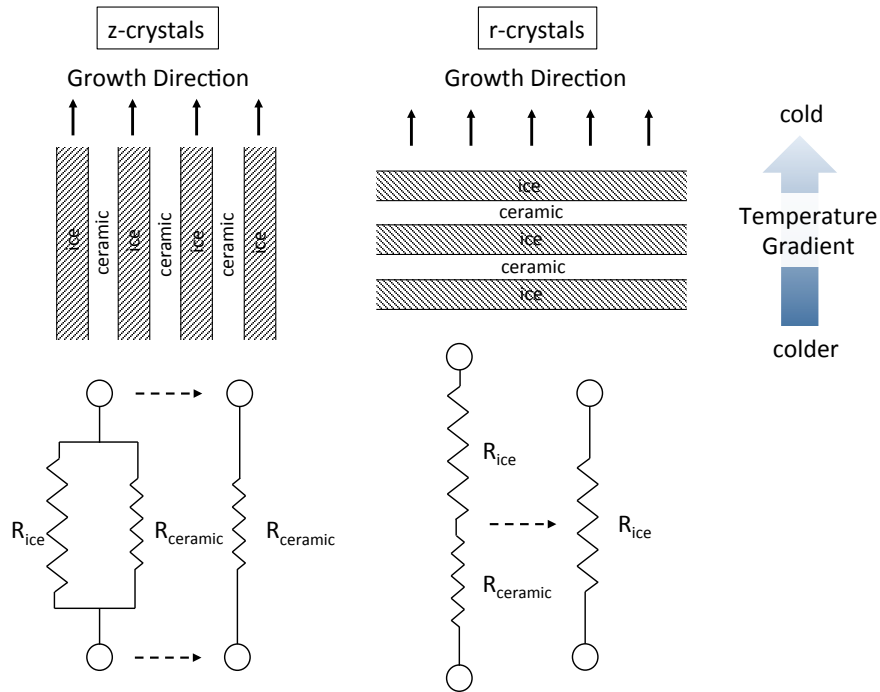 z-crystals
Growth Direction
ice
ceramic
ice
ceramic
ice
ceramic
ice
R_ice
R_ceramic
R_ceramic
r-crystals
Growth Direction
ice
ceramic
ice
ceramic
ice
R_ice
R_ceramic
R_ice
cold
Temperature
Gradient
colder